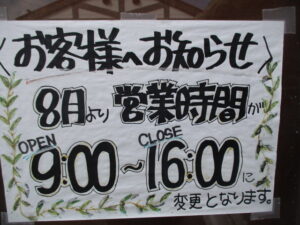 お客様へお知らせ
8月より営業時間が
OPEN CLOSE
9:00~16:00に
変更となります。